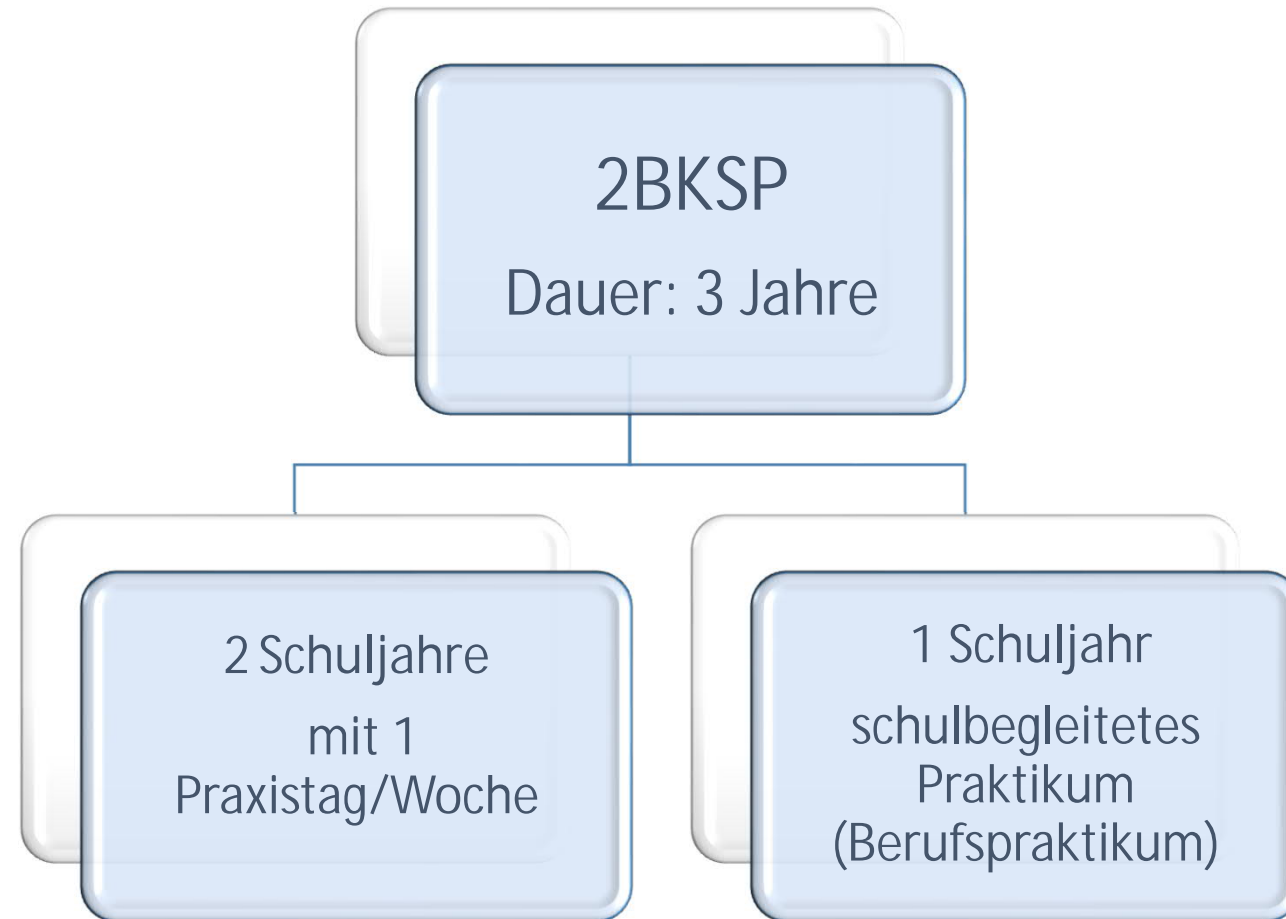 2BKSP
Dauer: 3 Jahre
2 Schuljahre
mit 1
Praxistag/Woche
1 Schuljahr
schulbegleitetes
Praktikum
(Berufspraktikum)